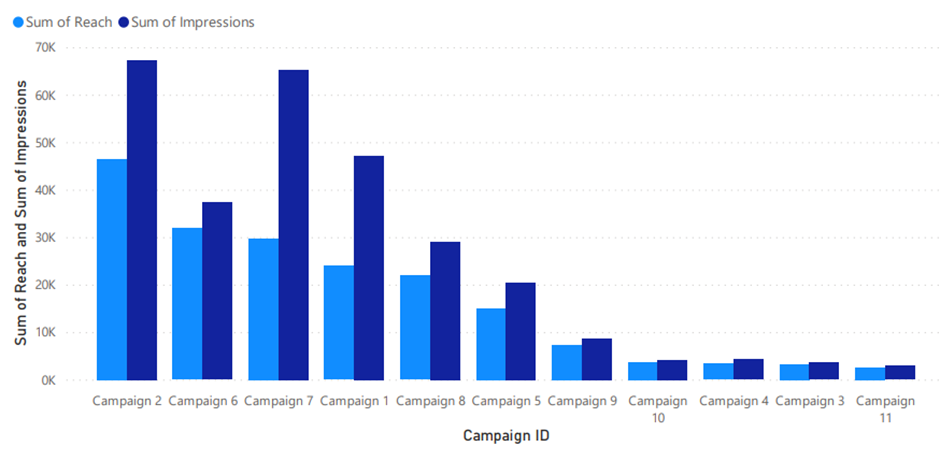 Sum of Reach Sum of Impressions
Sum of Reach and Sum of Impressions
70K
60K
50K
40K
30K
20K
10K
0K
Campaign 2 Campaign 6 Campaign 7 Campaign 1 Campaign 8 Campaign 5 Campaign 9 Campaign 10 Campaign 4 Campaign 3 Campaign 11
Campaign ID